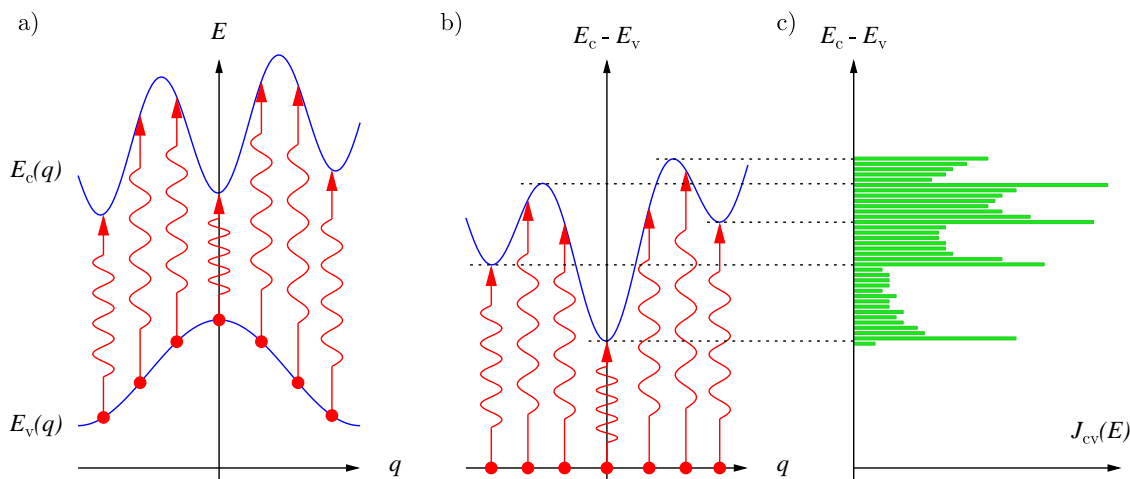 a)
E
E_c(q)
E_v(q)
q
b)
E_c - E_v
q
c)
E_c - E_v
J_cv(E)